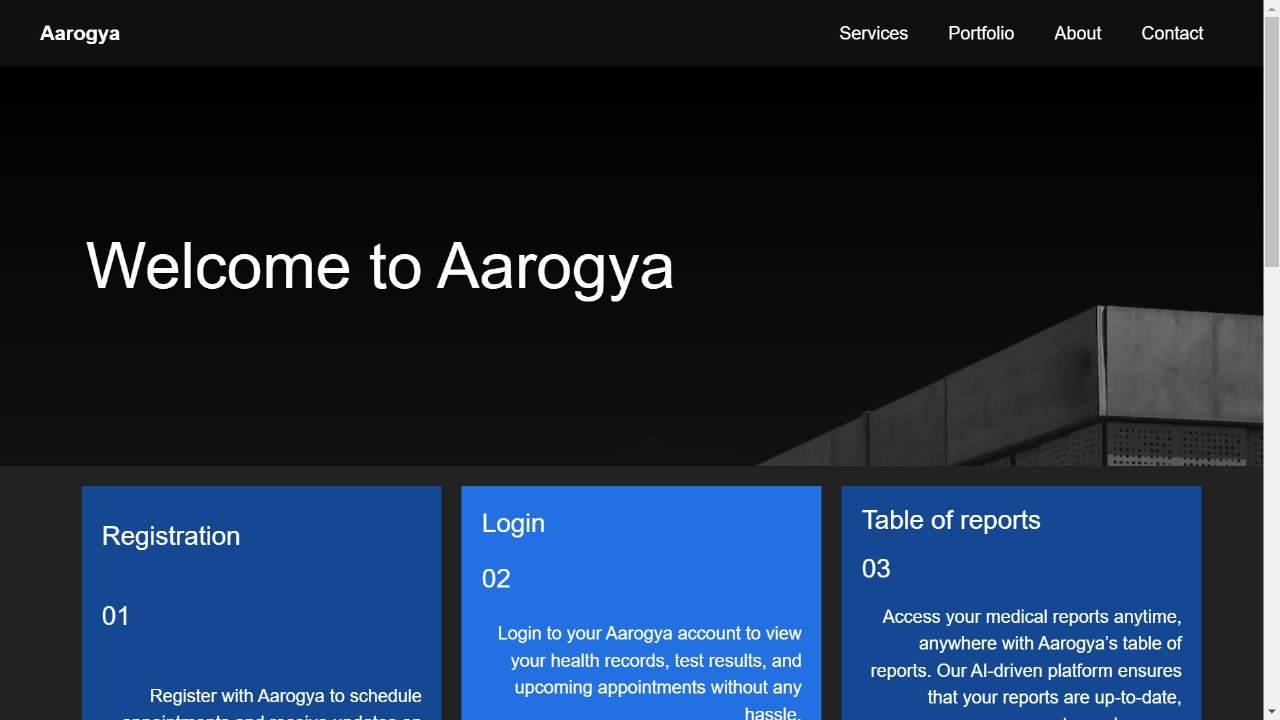 Aarogya
Services
Portfolio
About
Contact
Welcome to Aarogya
Registration
01
Register with Aarogya to schedule
Login
02
Login to your Aarogya account to view
your health records, test results, and
upcoming appointments without any
hassle.
Table of reports
03
Access your medical reports anytime,
anywhere with Aarogya’s table of
reports. Our AI-driven platform ensures
that your reports are up-to-date,